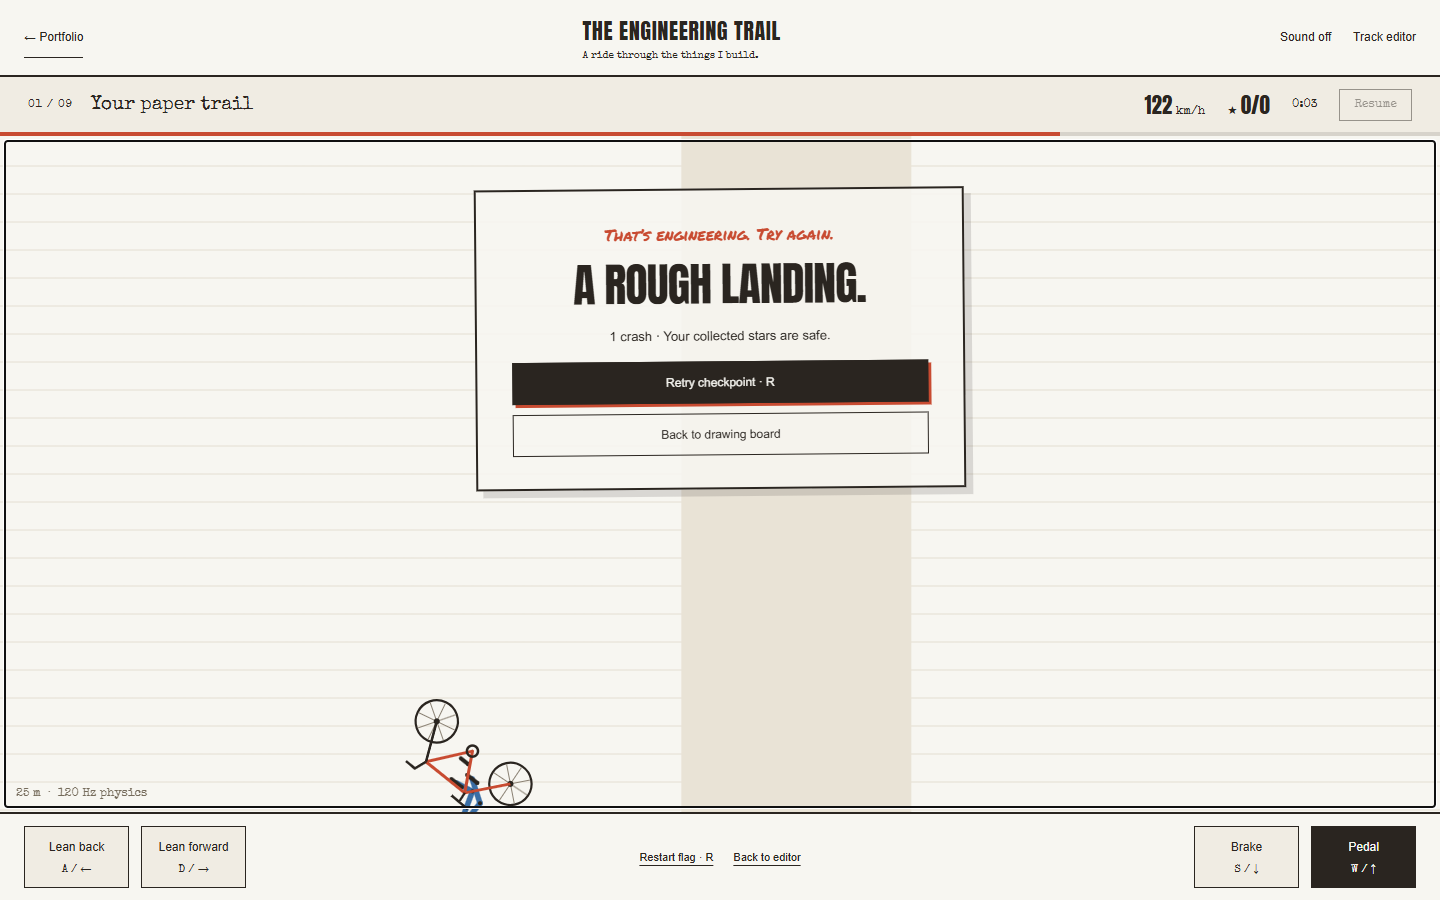 ← Portfolio
THE ENGINEERING TRAIL
A ride through the things I build.
Sound off
Track editor
01 / 09
Your paper trail
122 km/h
★ 0/0
0:03
Resume
THAT'S ENGINEERING. TRY AGAIN.
A ROUGH LANDING.
1 crash · Your collected stars are safe.
Retry checkpoint · R
Back to drawing board
25 m · 120 Hz physics
Lean back
A / ←
Lean forward
D / →
Restart flag · R
Back to editor
Brake
S / ↓
Pedal
W / ↑